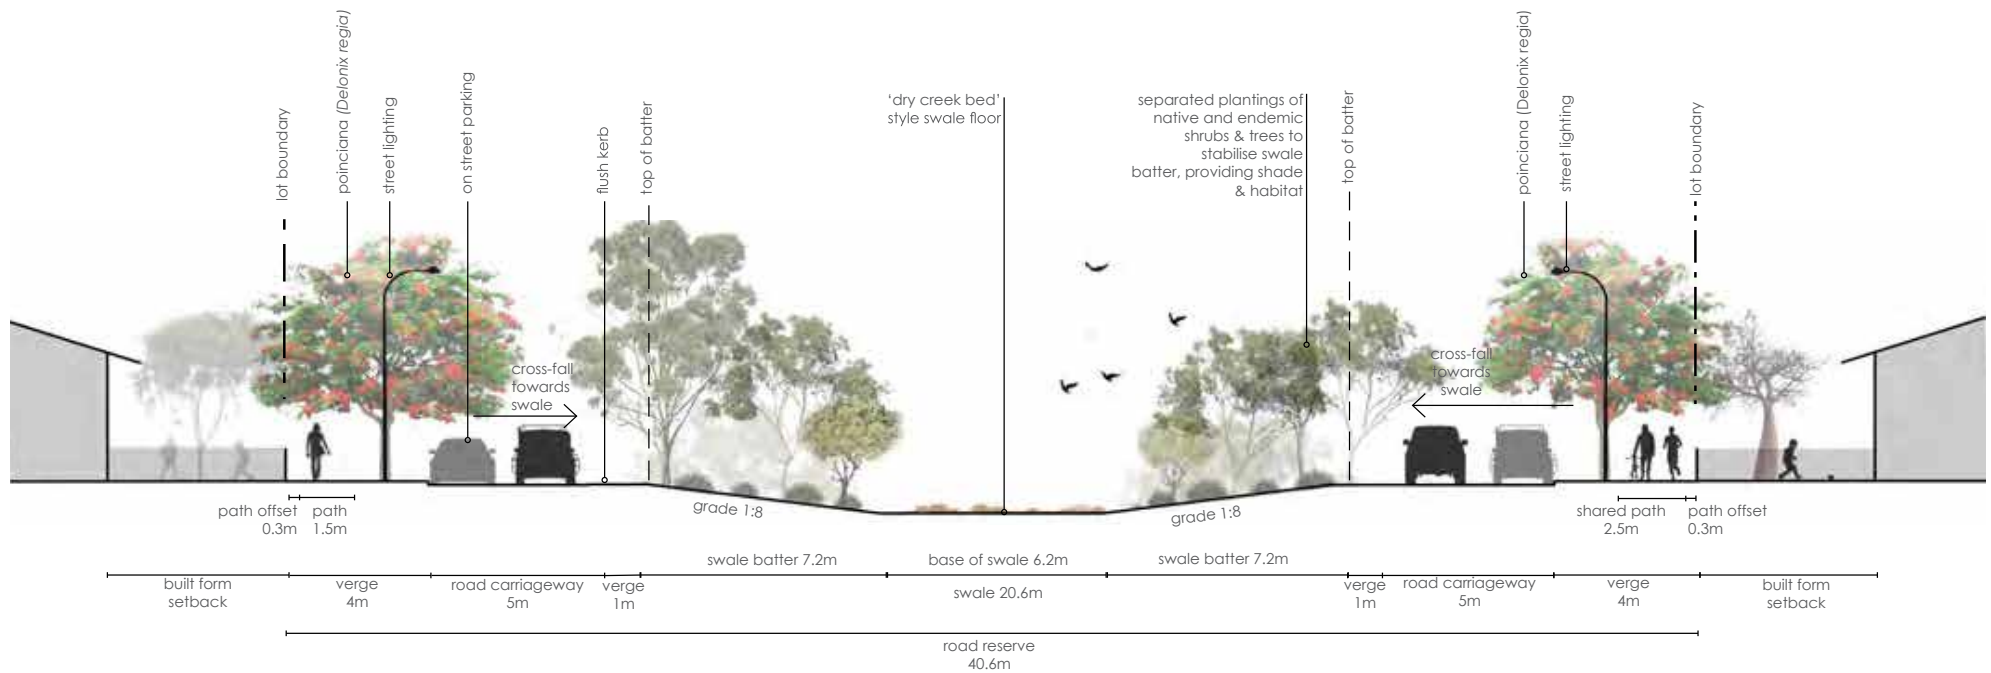 lot boundary
poinciana (Delonix regia)
street lighting
on street parking
flush kerb
top of batter
‘dry creek bed’
style swale floor
separated plantings of
native and endemic
shrubs & trees to
stabilise swale
batter, providing shade
& habitat
top of batter
poinciana (Delonix regia)
street lighting
lot boundary
cross-fall
towards
swale
cross-fall
towards
swale
path offset
0.3m
path
1.5m
grade 1:8
grade 1:8
shared path
2.5m
path offset
0.3m
swale batter 7.2m
base of swale 6.2m
swale batter 7.2m
built form
setback
verge
4m
road carriageway
5m
verge
1m
swale 20.6m
verge
1m
road carriageway
5m
verge
4m
built form
setback
road reserve
40.6m